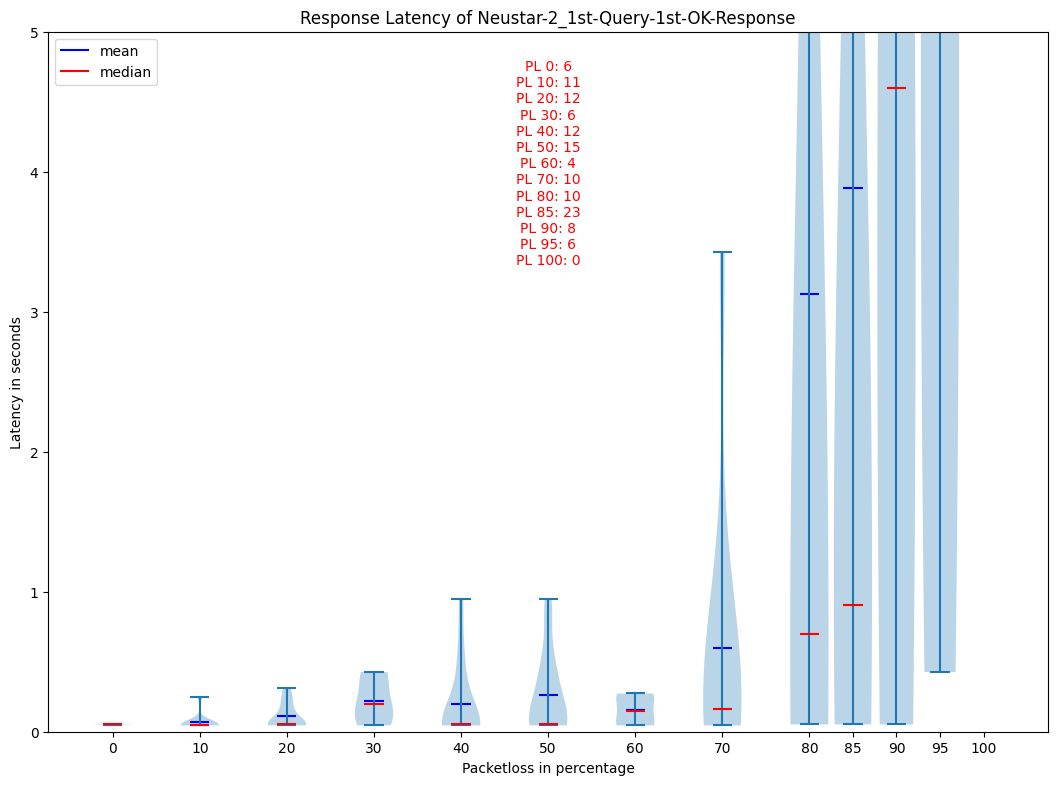 Response Latency of Neustar-2_1st-Query-1st-OK-Response
mean
median
PL 0: 6
PL 10: 11
PL 20: 12
PL 30: 6
PL 40: 12
PL 50: 15
PL 60: 4
PL 70: 10
PL 80: 10
PL 85: 23
PL 90: 8
PL 95: 6
PL 100: 0
Latency in seconds
5
4
3
2
1
0
0 10 20 30 40 50 60 70 80 85 90 95 100
Packetloss in percentage